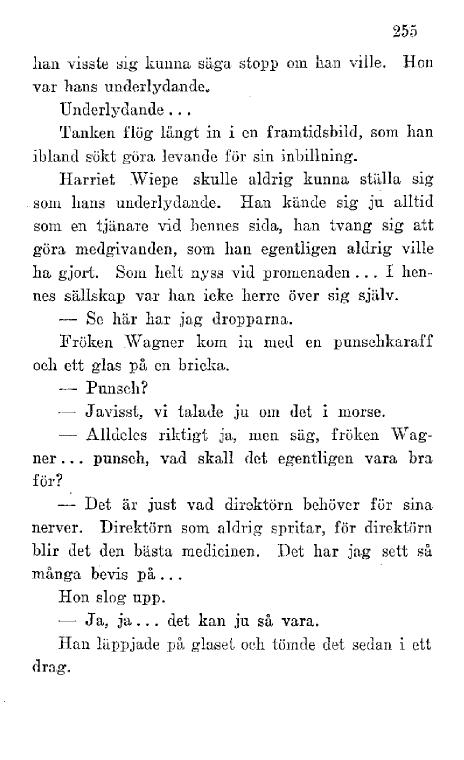 255
han visste sig kunna säga stopp om han ville. Hon
var hans underlydande.
Underlydande...
Tanken flög långt in i en framtidsbild, som han
ibland sökt göra levande för sin inbillning.
Harriet Wiepe skulle aldrig kunna ställa sig
som hans underlydande. Han kände sig ju alltid
som en tjänare vid hennes sida, han tvang sig att
göra medgivanden, som han egentligen aldrig ville
ha gjort. Som helt nyss vid promenaden... I hen-
nes sällskap var han icke herre över sig själv.
— Se här har jag dropparna.
Fröken Wagner kom in med en punschkaraff
och ett glas på en bricka.
— Punsch?
— Javisst, vi talade ju om det i morse.
— Alldeles riktigt ja, men säg, fröken Wag-
ner... punsch, vad skall det egentligen vara bra
för?
— Det är just vad direktörn behöver för sina
nerver. Direktörn som aldrig spritar, för direktörn
blir det den bästa medicinen. Det har jag sett så
många bevis på...
Hon slog upp.
— Ja, ja... det kan ju så vara.
Han läppjade på glaset och tömde det sedan i ett
drag.